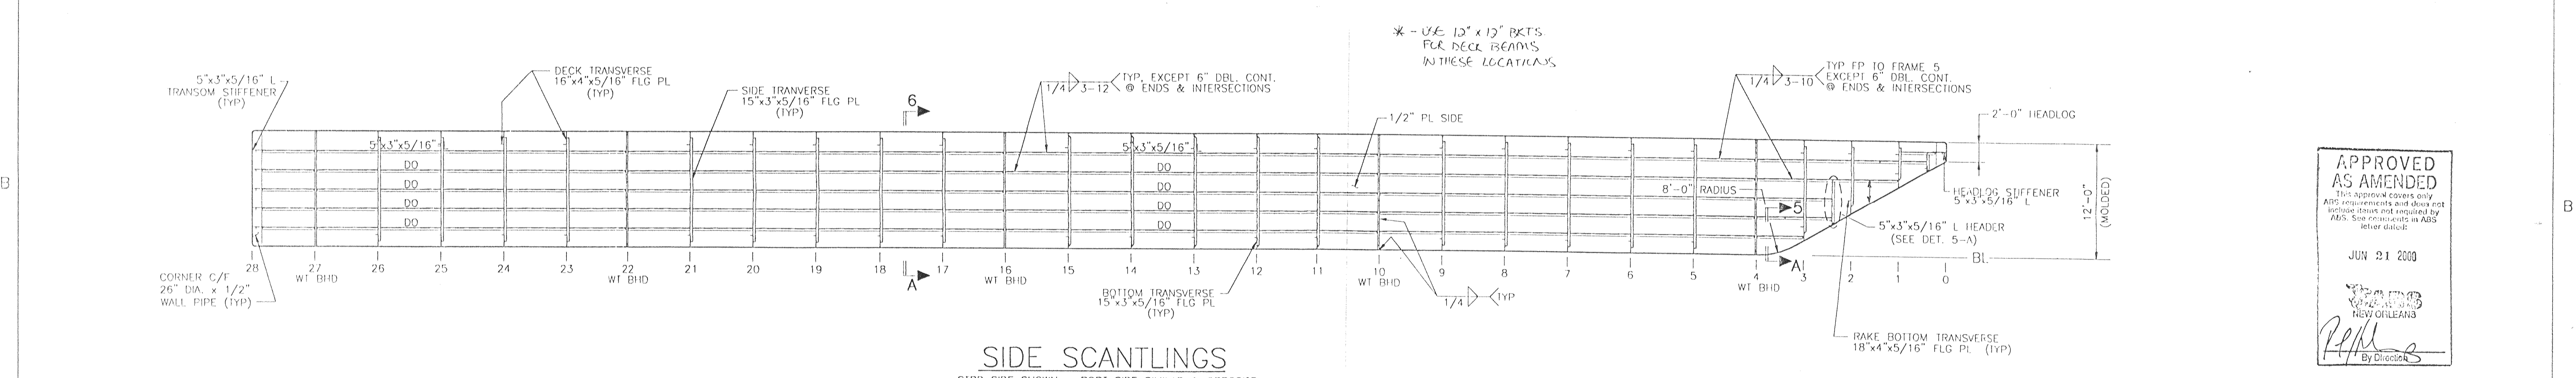 * - USE 12" x 12" BKTS.
FOR DECK BEAMS
IN THESE LOCATIONS
5"x3"x5/16" L
TRANSOM STIFFENER
(TYP)
DECK TRANSVERSE
16"x4"x5/16" FLG PL
(TYP)
SIDE TRANVERSE
15"x3"x5/16" FLG PL
(TYP)
6
1/4 3-12
TYP, EXCEPT 6" DBL. CONT.
@ ENDS & INTERSECTIONS
1/2" PL SIDE
1/4 3-10
TYP FP TO FRAME 5
EXCEPT 6" DBL. CONT.
@ ENDS & INTERSECTIONS
2'-0" HEADLOG
5"x3"x5/16" L
DO
DO
DO
DO
5"x3"x5/16" L
DO
DO
DO
DO
8'-0" RADIUS
5
HEADLOG STIFFENER
5"x3"x5/16" L
12'-0"
(MOLDED)
5"x3"x5/16" L HEADER
(SEE DET. 5-A)
BL
B
B
28 27 26 25 24 23 22 21 20 19 18 17 16 15 14 13 12 11 10 9 8 7 6 5 4 3 2 1 0
WT BHD
WT BHD
WT BHD
WT BHD
WT BHD
A
A
CORNER C/F
26" DIA. x 1/2"
WALL PIPE (TYP)
BOTTOM TRANSVERSE
15"x3"x5/16" FLG PL
(TYP)
1/4 TYP
RAKE BOTTOM TRANSVERSE
18"x4"x5/16" FLG PL (TYP)
SIDE SCANTLINGS
APPROVED
AS AMENDED
This approval covers only
ABS requirements and does not
include items not required by
ABS. See comments in ABS
letter dated:
JUN 21 2000
ABS
NEW ORLEANS
By Direction